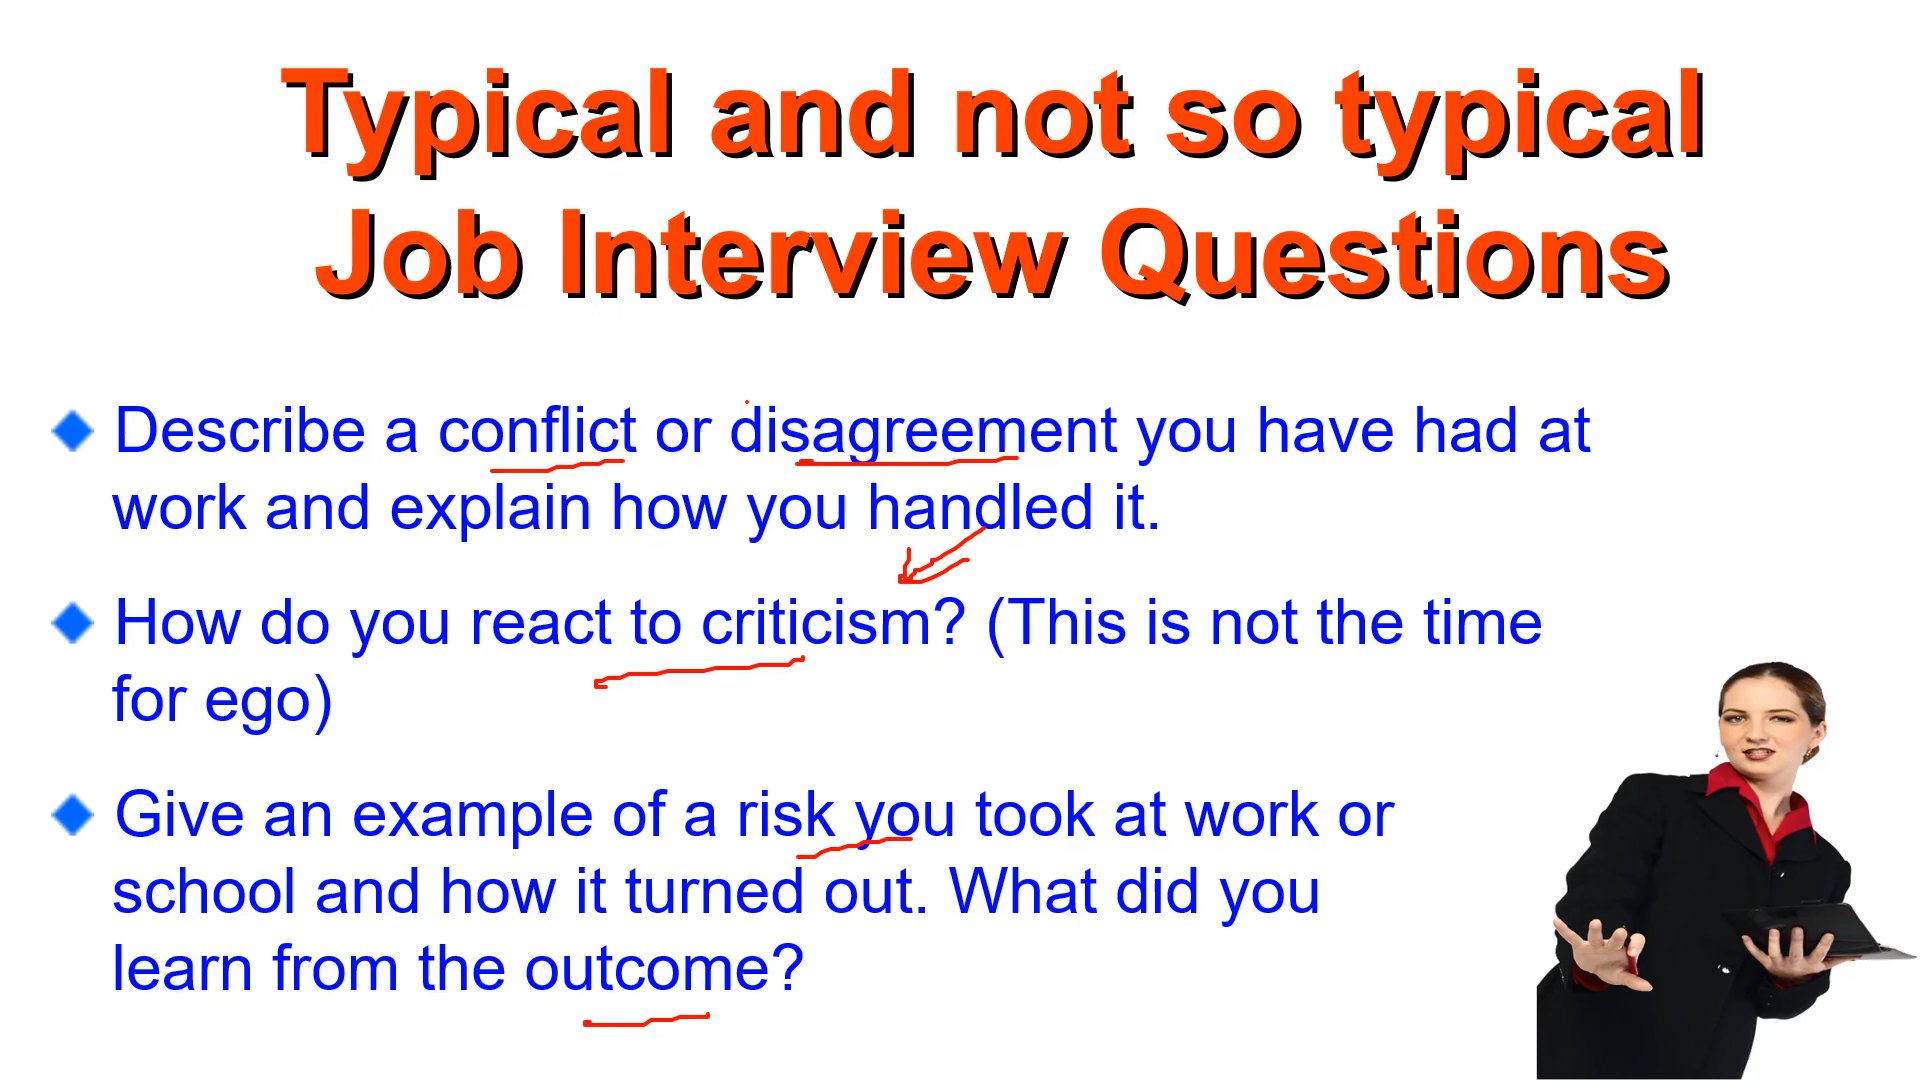 Typical and not so typical
Job Interview Questions
Describe a conflict or disagreement you have had at
work and explain how you handled it.
How do you react to criticism? (This is not the time
for ego)
Give an example of a risk you took at work or
school and how it turned out. What did you
learn from the outcome?